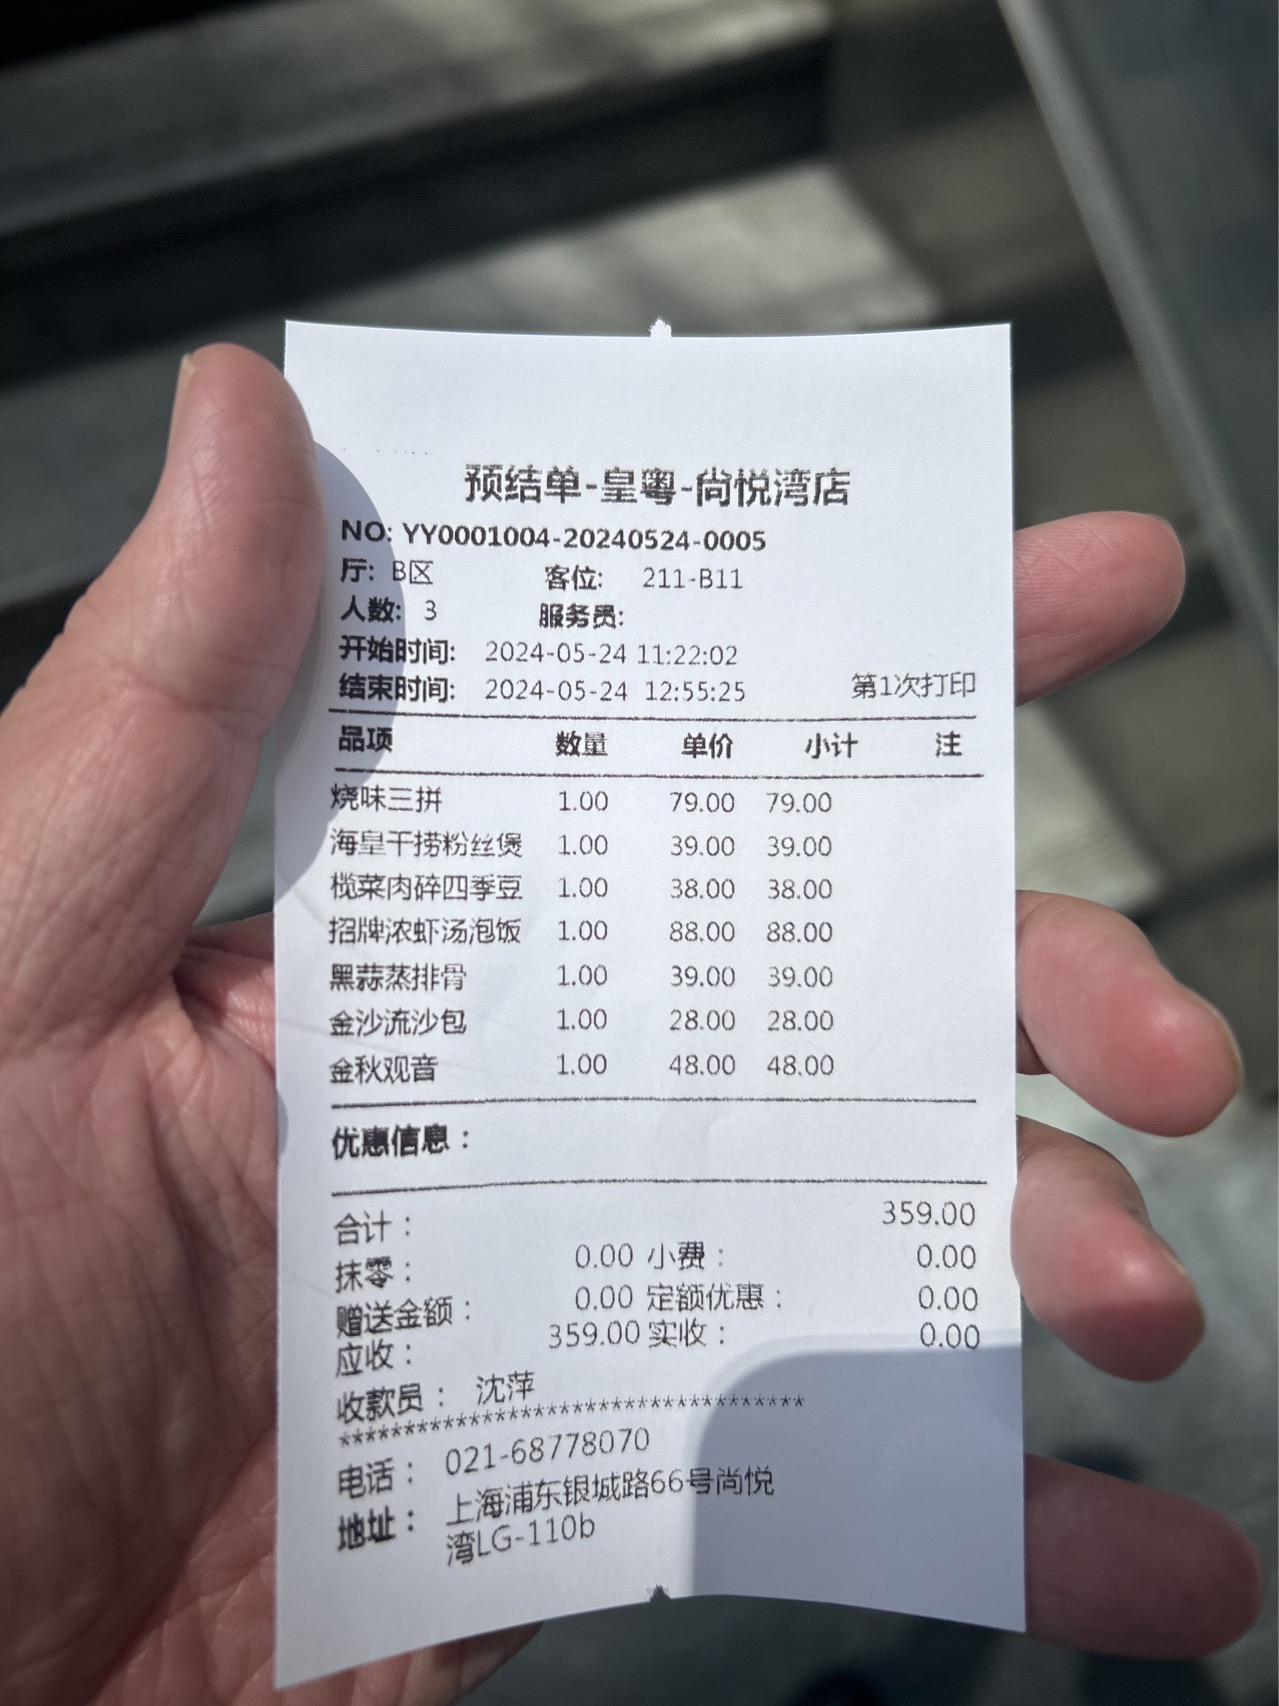 预结单-皇粤-尚悦湾店
NO: YY0001004-20240524-0005
厅: B区 客位: 211-B11
人数: 3 服务员:
开始时间: 2024-05-24 11:22:02
结束时间: 2024-05-24 12:55:25 第1次打印
品项 数量 单价 小计 注
烧味三拼 1.00 79.00 79.00
海皇干捞粉丝煲 1.00 39.00 39.00
榄菜肉碎四季豆 1.00 38.00 38.00
招牌浓虾汤泡饭 1.00 88.00 88.00
黑蒜蒸排骨 1.00 39.00 39.00
金沙流沙包 1.00 28.00 28.00
金秋观音 1.00 48.00 48.00
优惠信息：
合计： 359.00
抹零： 0.00 小费： 0.00
赠送金额： 0.00 定额优惠： 0.00
应收： 359.00 实收： 0.00
收款员： 沈萍
************************************
电话： 021-68778070
地址： 上海浦东银城路66号尚悦
湾LG-110b